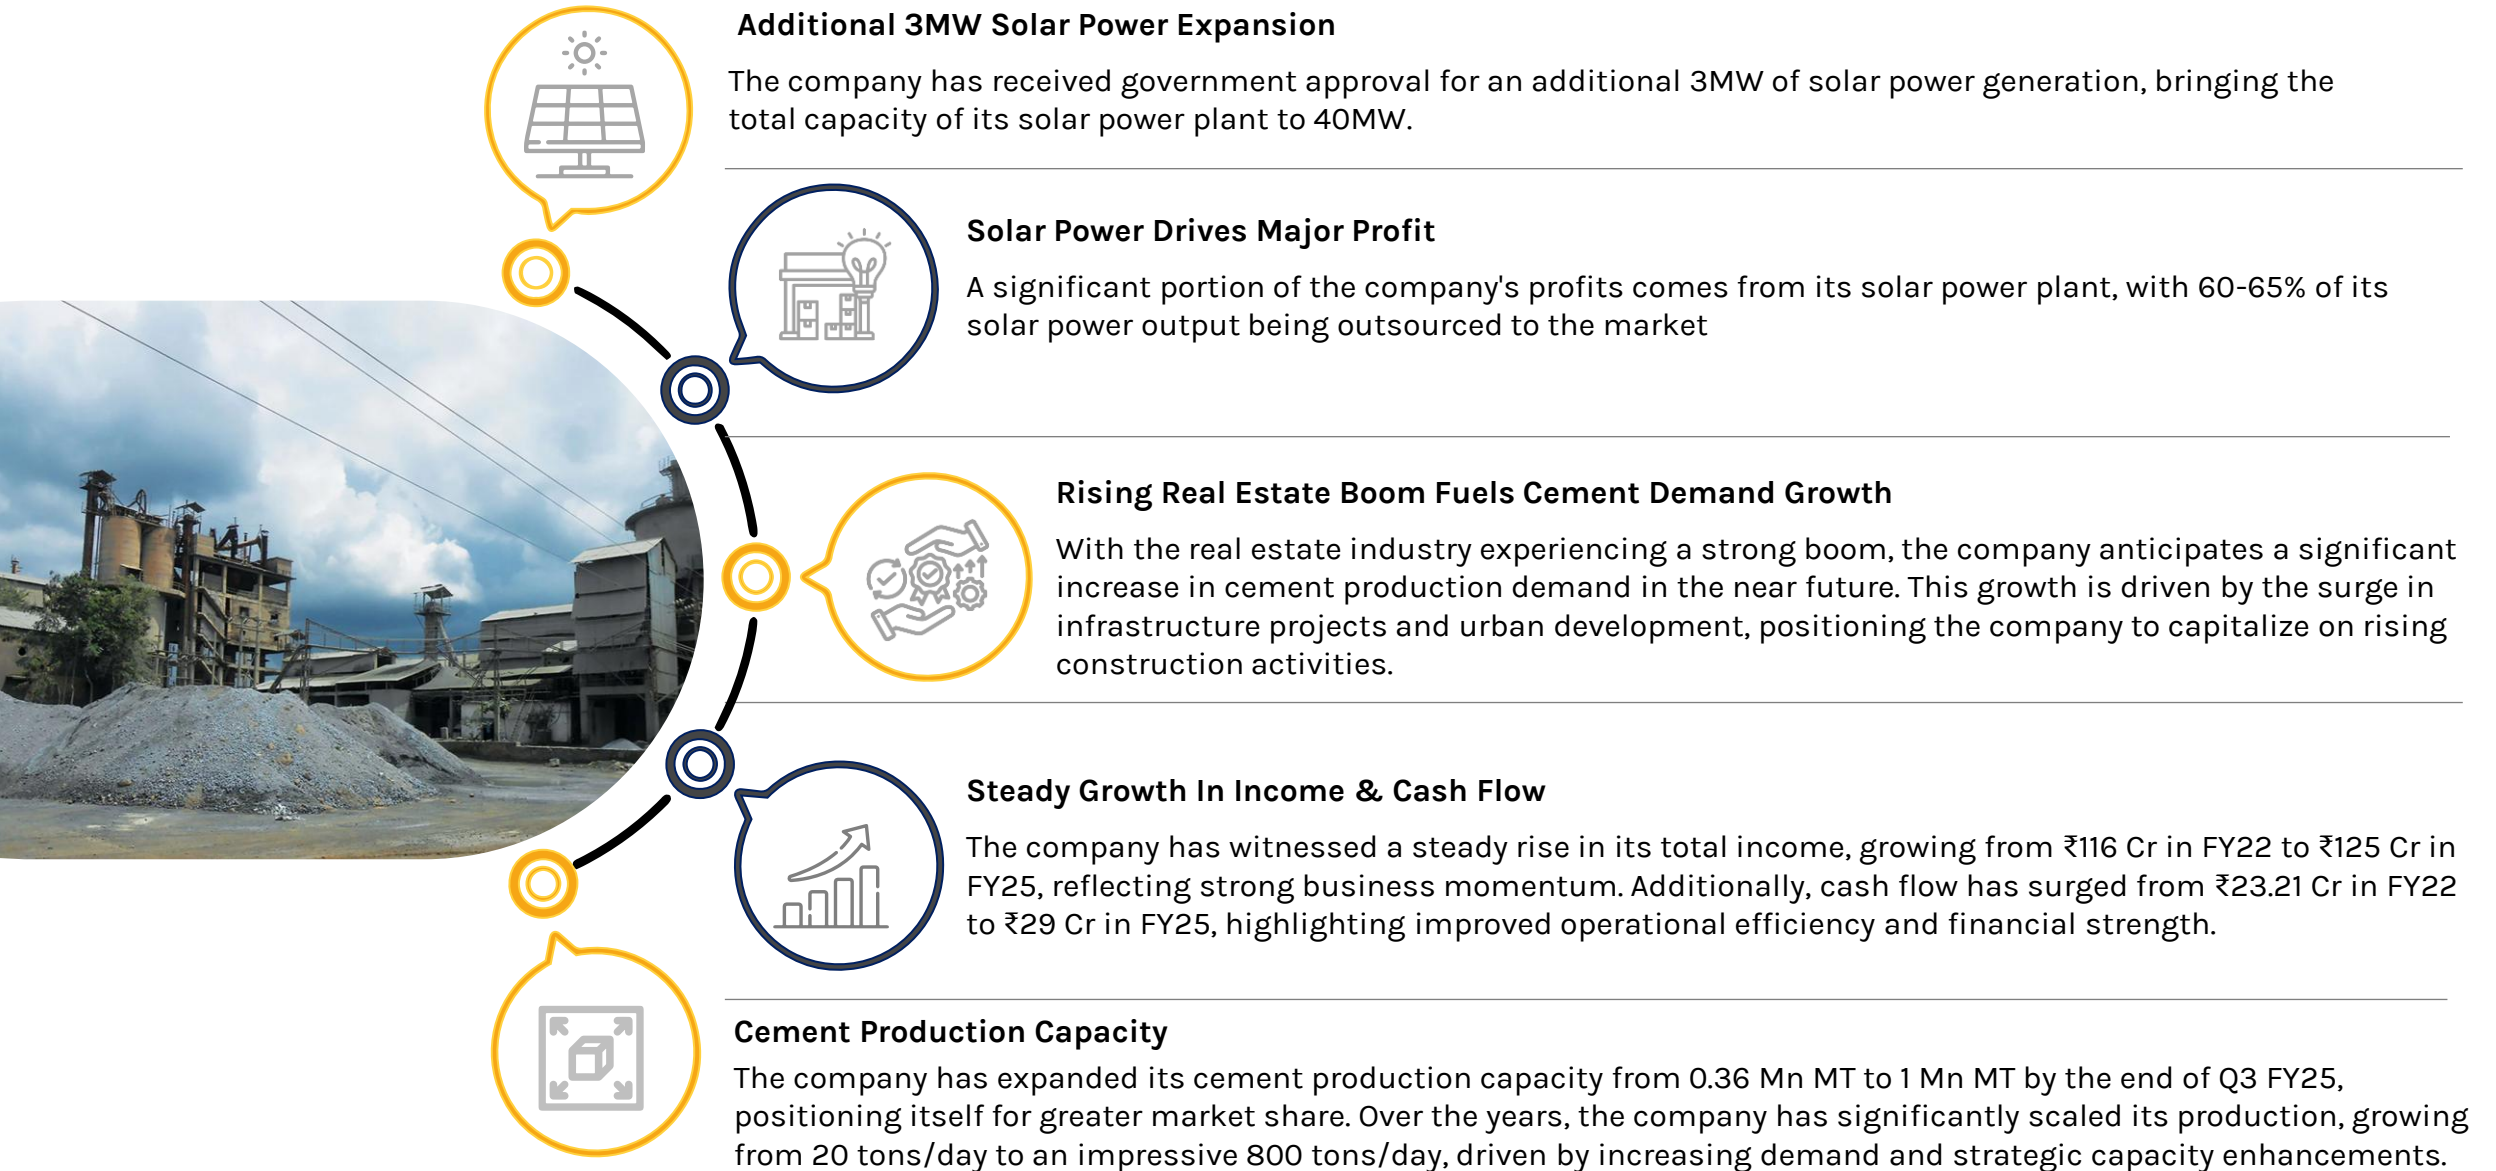 Additional 3MW Solar Power Expansion
The company has received government approval for an additional 3MW of solar power generation, bringing the
total capacity of its solar power plant to 40MW.
Solar Power Drives Major Profit
A significant portion of the company's profits comes from its solar power plant, with 60-65% of its
solar power output being outsourced to the market
Rising Real Estate Boom Fuels Cement Demand Growth
With the real estate industry experiencing a strong boom, the company anticipates a significant
increase in cement production demand in the near future. This growth is driven by the surge in
infrastructure projects and urban development, positioning the company to capitalize on rising
construction activities.
Steady Growth In Income & Cash Flow
The company has witnessed a steady rise in its total income, growing from ₹116 Cr in FY22 to ₹125 Cr in
FY25, reflecting strong business momentum. Additionally, cash flow has surged from ₹23.21 Cr in FY22
to ₹29 Cr in FY25, highlighting improved operational efficiency and financial strength.
Cement Production Capacity
The company has expanded its cement production capacity from 0.36 Mn MT to 1 Mn MT by the end of Q3 FY25,
positioning itself for greater market share. Over the years, the company has significantly scaled its production, growing
from 20 tons/day to an impressive 800 tons/day, driven by increasing demand and strategic capacity enhancements.